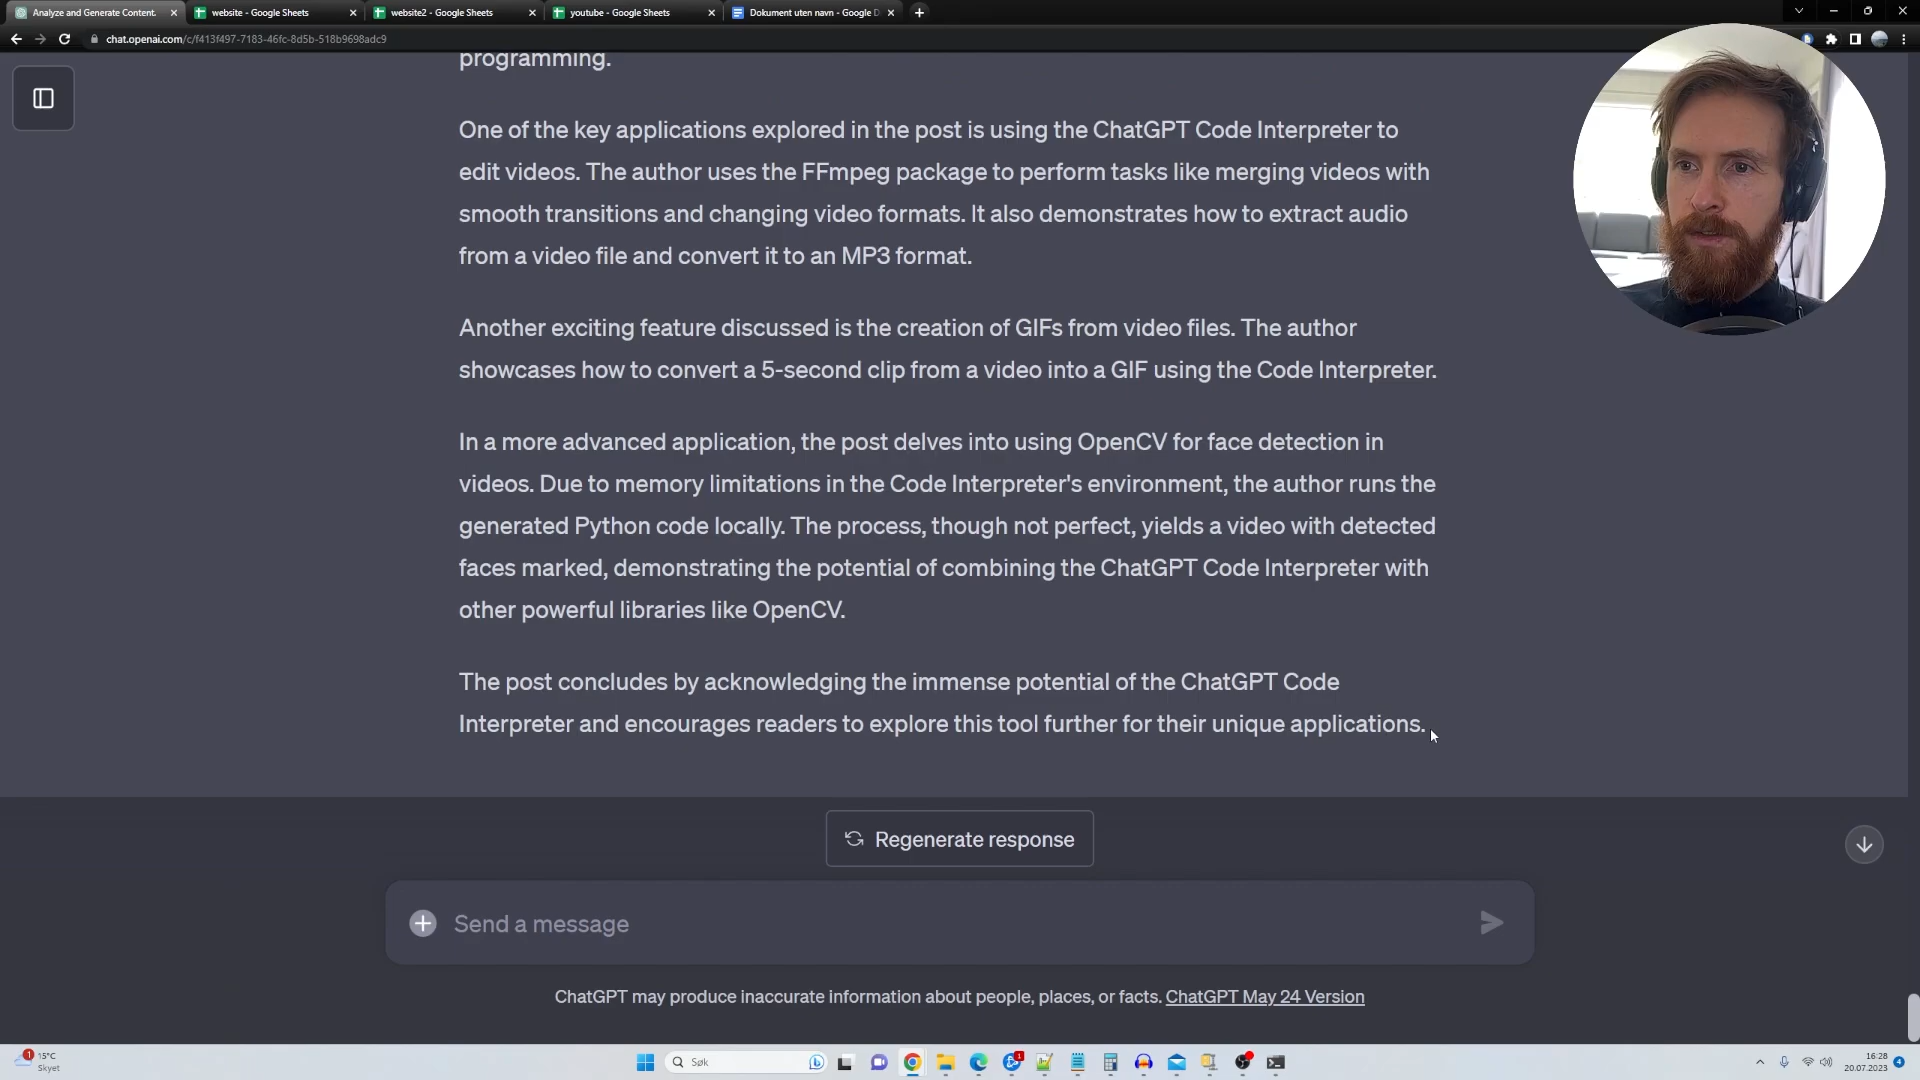 Analyze and Generate Content.
website - Google Sheets
website2 - Google Sheets
youtube - Google Sheets
Dokument uten navn - Google D
chat.openai.com/c/f413f497-7183-46fc-8d5b-518b9698adc9
programming.
One of the key applications explored in the post is using the ChatGPT Code Interpreter to
edit videos. The author uses the FFmpeg package to perform tasks like merging videos with
smooth transitions and changing video formats. It also demonstrates how to extract audio
from a video file and convert it to an MP3 format.
Another exciting feature discussed is the creation of GIFs from video files. The author
showcases how to convert a 5-second clip from a video into a GIF using the Code Interpreter.
In a more advanced application, the post delves into using OpenCV for face detection in
videos. Due to memory limitations in the Code Interpreter's environment, the author runs the
generated Python code locally. The process, though not perfect, yields a video with detected
faces marked, demonstrating the potential of combining the ChatGPT Code Interpreter with
other powerful libraries like OpenCV.
The post concludes by acknowledging the immense potential of the ChatGPT Code
Interpreter and encourages readers to explore this tool further for their unique applications.
Regenerate response
Send a message
ChatGPT may produce inaccurate information about people, places, or facts. ChatGPT May 24 Version
1
15°C
Skyet
Søk
1
16:28
20.07.2023
4